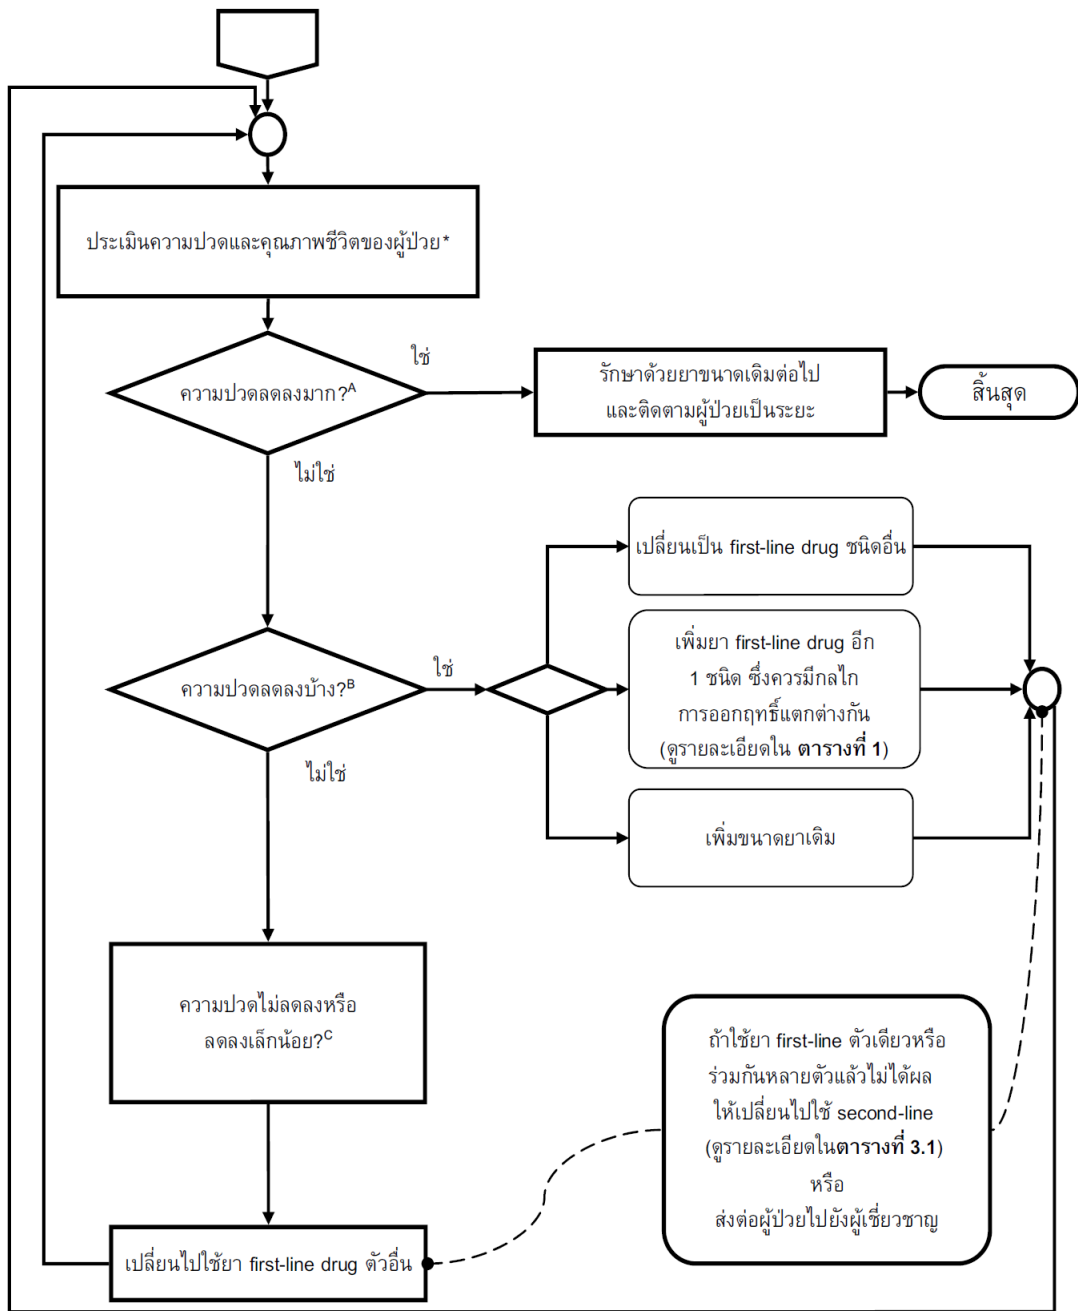 ประเมินความปวดและคุณภาพชีวิตของผู้ป่วย*
ความปวดลดลงมาก?A
ใช่
รักษาด้วยยาขนาดเดิมต่อไป
และติดตามผู้ป่วยเป็นระยะ
สิ้นสุด
ไม่ใช่
ความปวดลดลงบ้าง?B
ใช่
เปลี่ยนเป็น first-line drug ชนิดอื่น
เพิ่มยา first-line drug อีก
1 ชนิด ซึ่งควรมีกลไก
การออกฤทธิ์แตกต่างกัน
(ดูรายละเอียดใน ตารางที่ 1)
เพิ่มขนาดยาเดิม
ไม่ใช่
ความปวดไม่ลดลงหรือ
ลดลงเล็กน้อย?C
ถ้าใช้ยา first-line ตัวเดียวหรือ
ร่วมกันหลายตัวแล้วไม่ได้ผล
ให้เปลี่ยนไปใช้ second-line
(ดูรายละเอียดในตารางที่ 3.1)
หรือ
ส่งต่อผู้ป่วยไปยังผู้เชี่ยวชาญ
เปลี่ยนไปใช้ยา first-line drug ตัวอื่น